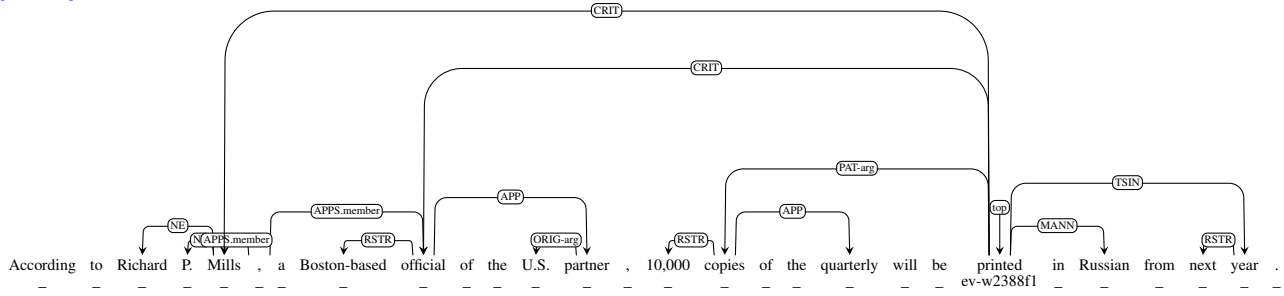 CRIT
CRIT
PAT-arg
APP TSIN
APPS.member APP top
NE MANN
APPS.member RSTR ORIG-arg RSTR RSTR
According to Richard P. Mills , a Boston-based official of the U.S. partner , 10,000 copies of the quarterly will be printed in Russian from next year .
_ _ _ _ _ _ _ _ _ _ _ _ _ _ _ _ _ _ _ _ _ _ ev-w2388f1 _ _ _ _ _ _